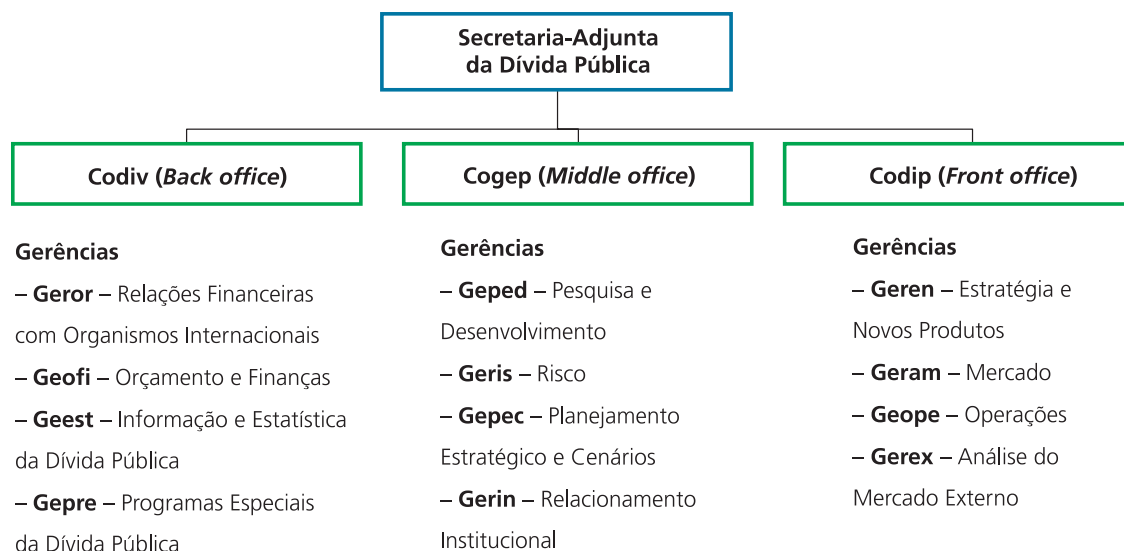 Secretaria-Adjunta
da Dívida Pública
Codiv (Back office)
Cogep (Middle office)
Codip (Front office)
Gerências
– Geror – Relações Financeiras
com Organismos Internacionais
– Geofi – Orçamento e Finanças
– Geest – Informação e Estatística
da Dívida Pública
– Gepre – Programas Especiais
da Dívida Pública
Gerências
– Geped – Pesquisa e
Desenvolvimento
– Geris – Risco
– Gepec – Planejamento
Estratégico e Cenários
– Gerin – Relacionamento
Institucional
Gerências
– Geren – Estratégia e
Novos Produtos
– Geram – Mercado
– Geope – Operações
– Gerex – Análise do
Mercado Externo